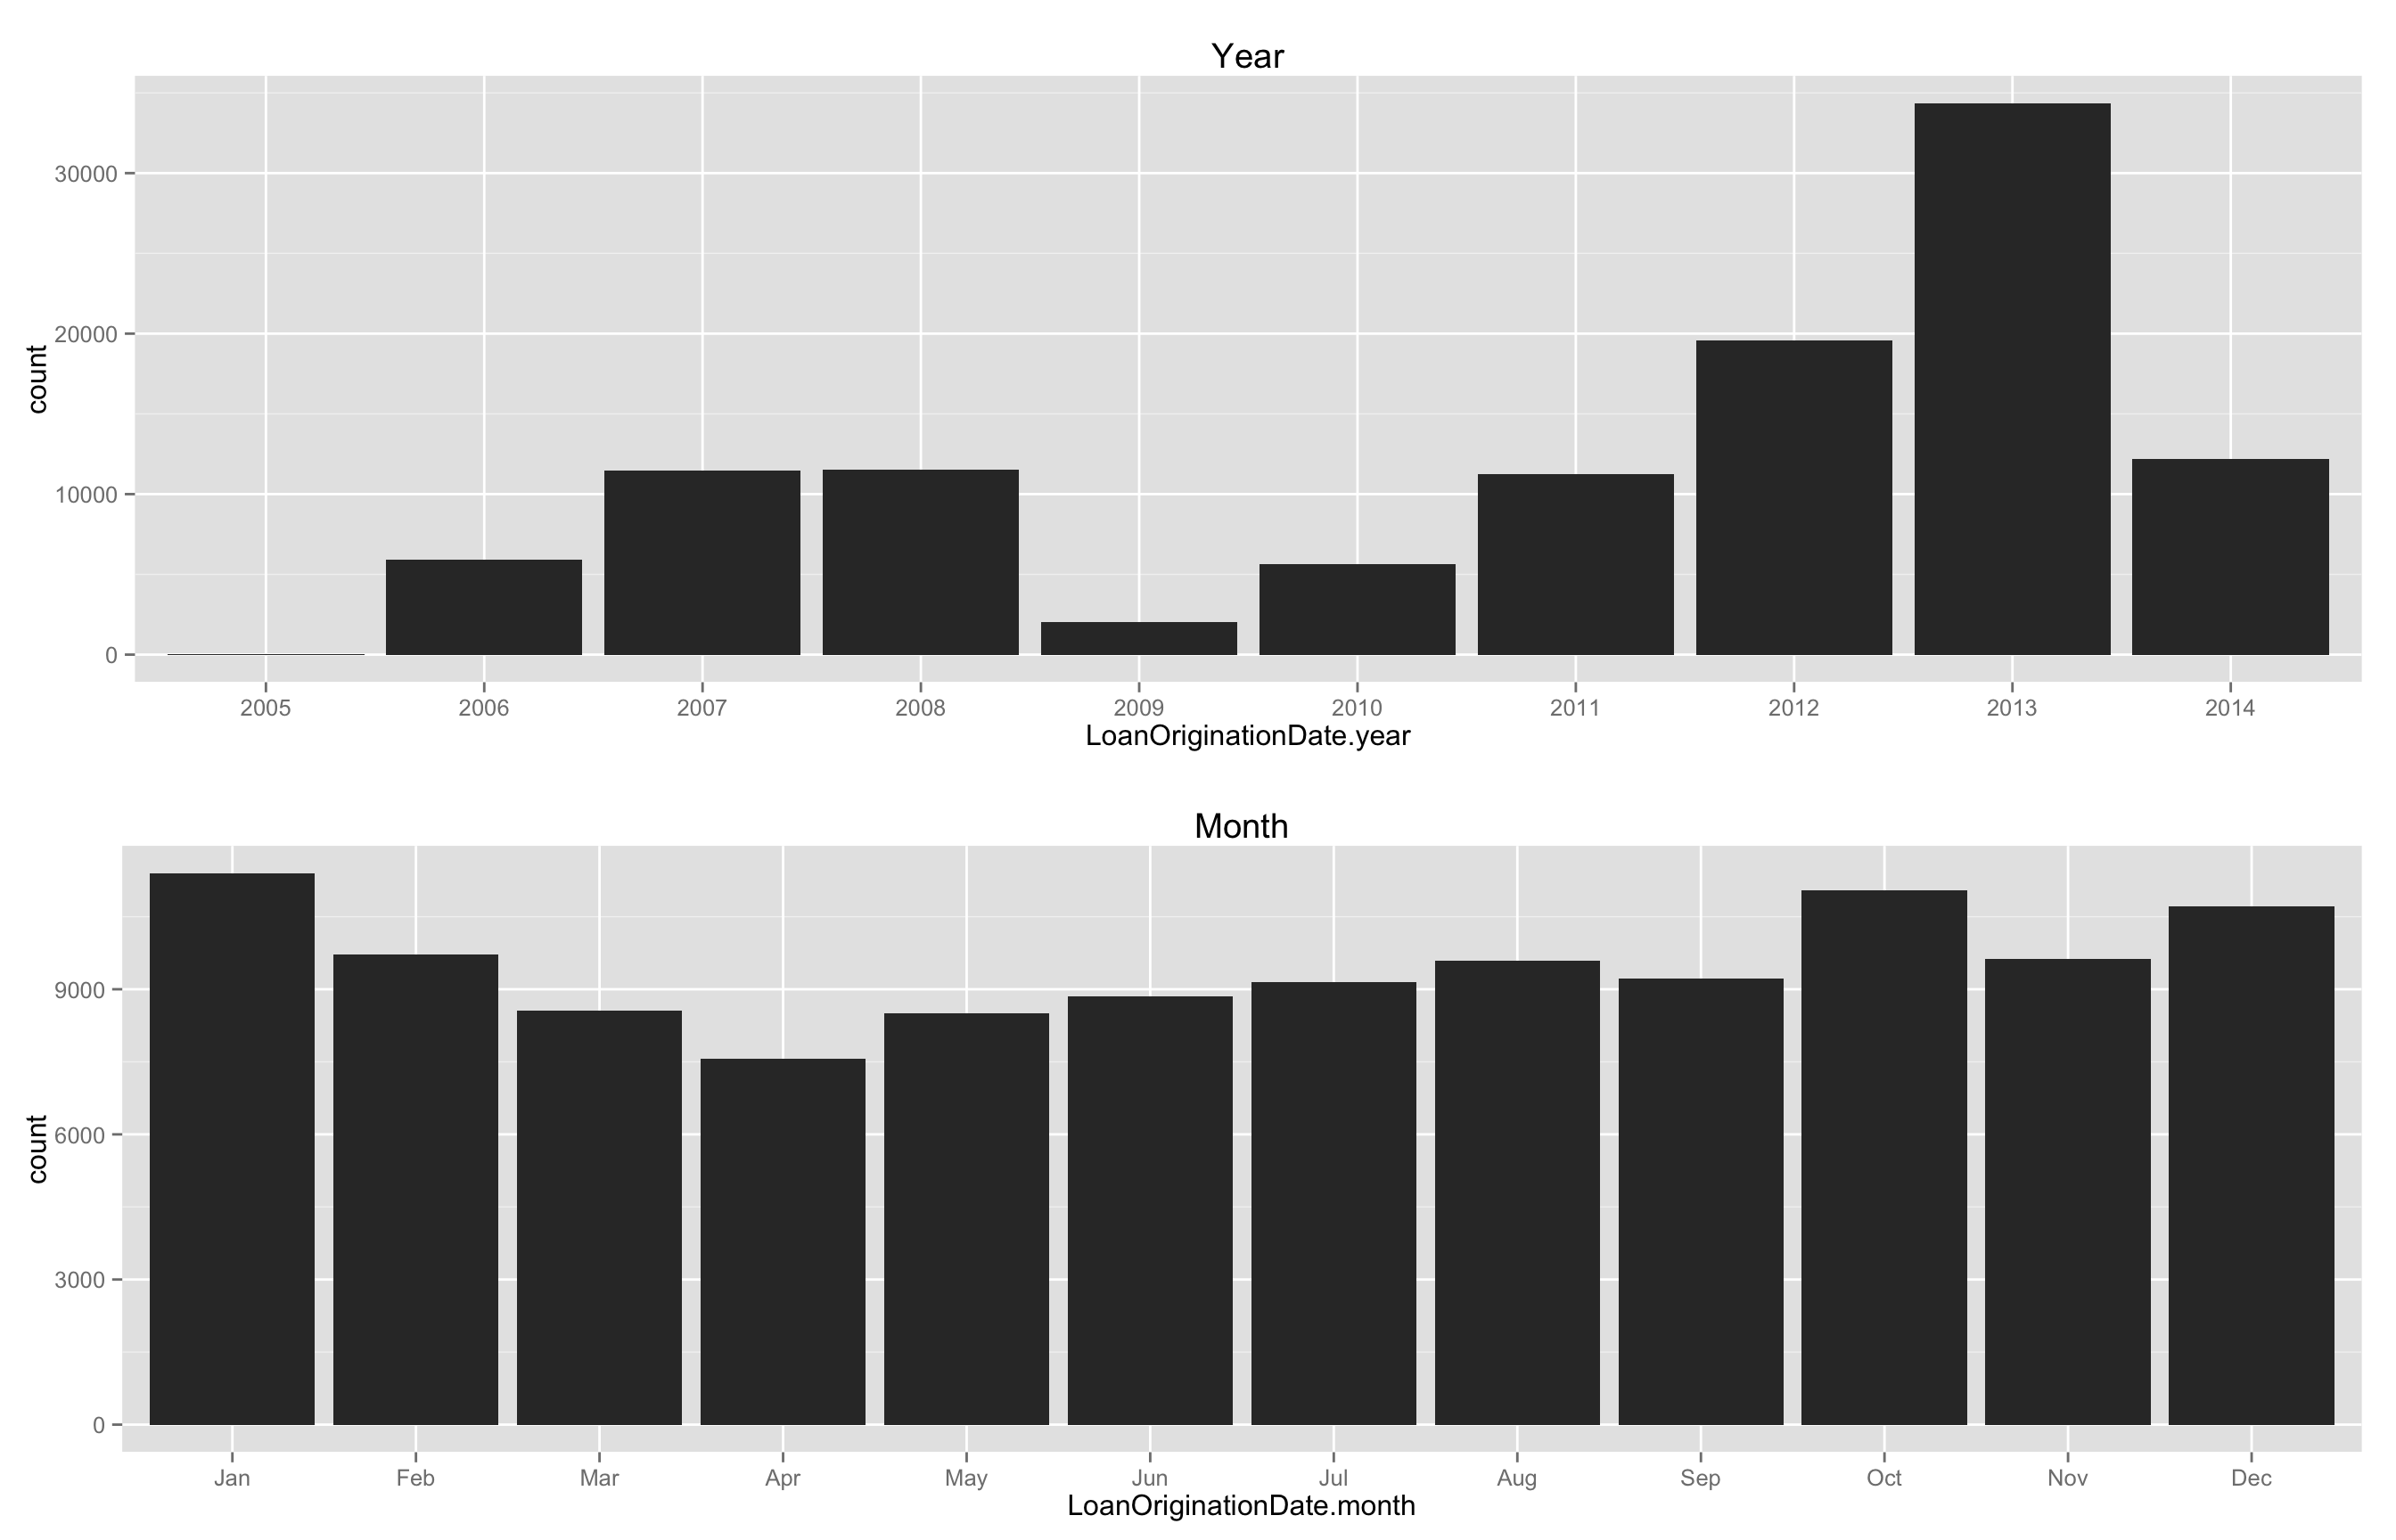 Year
count
30000
20000
10000
0
2005 2006 2007 2008 2009 2010 2011 2012 2013 2014
LoanOriginationDate.year
Month
count
9000
6000
3000
0
Jan Feb Mar Apr May Jun Jul Aug Sep Oct Nov Dec
LoanOriginationDate.month